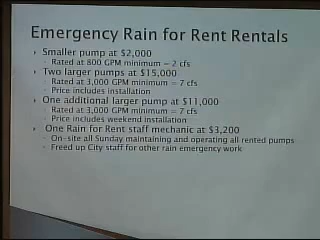 Emergency Rain for Rent Rentals
Smaller pump at $2,000
Rated at 800 GPM minimum = 2 cfs
Two larger pumps at $15,000
Rated at 3,000 GPM minimum = 7 cfs
Price includes installation
One additional larger pump at $11,000
Rated at 3,000 GPM minimum = 7 cfs
Price includes weekend installation
One Rain for Rent staff mechanic at $3,200
On-site all Sunday maintaining and operating all rented pumps
Freed up City staff for other rain emergency work